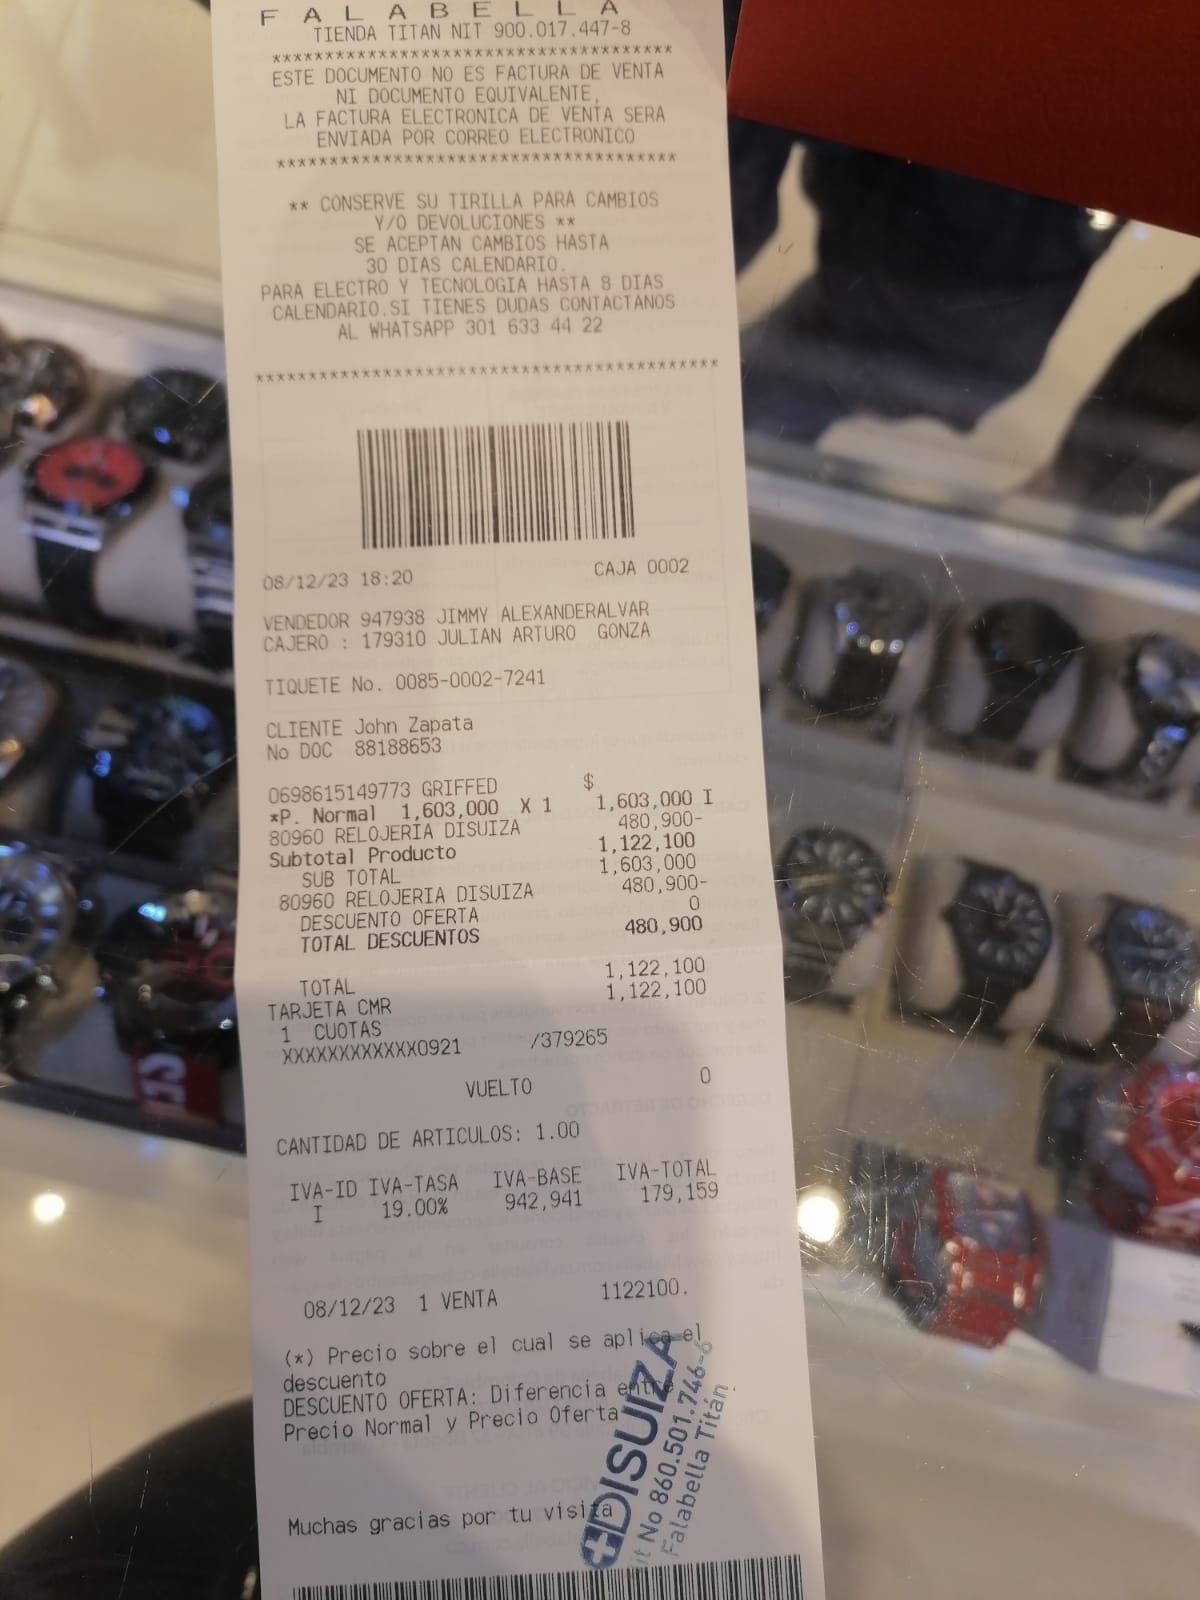 FALABELLA
TIENDA TITAN NIT 900.017.447-8
************************************
ESTE DOCUMENTO NO ES FACTURA DE VENTA
NI DOCUMENTO EQUIVALENTE,
LA FACTURA ELECTRONICA DE VENTA SERA
ENVIADA POR CORREO ELECTRONICO
************************************
** CONSERVE SU TIRILLA PARA CAMBIOS
Y/O DEVOLUCIONES **
SE ACEPTAN CAMBIOS HASTA
30 DIAS CALENDARIO.
PARA ELECTRO Y TECNOLOGIA HASTA 8 DIAS
CALENDARIO.SI TIENES DUDAS CONTACTANOS
AL WHATSAPP 301 633 44 22
****************************************
08/12/23 18:20 CAJA 0002
VENDEDOR 947938 JIMMY ALEXANDERALVAR
CAJERO : 179310 JULIAN ARTURO GONZA
TIQUETE No. 0085-0002-7241
CLIENTE John Zapata
No DOC 88188653
0698615149773 GRIFFED $
*P. Normal 1,603,000 X 1 1,603,000 I
80960 RELOJERIA DISUIZA 480,900-
Subtotal Producto 1,122,100
SUB TOTAL 1,603,000
80960 RELOJERIA DISUIZA 480,900-
DESCUENTO OFERTA 0
TOTAL DESCUENTOS 480,900
TOTAL 1,122,100
TARJETA CMR 1,122,100
1 CUOTAS
XXXXXXXXXXXX0921 /379265
VUELTO 0
CANTIDAD DE ARTICULOS: 1.00
IVA-ID IVA-TASA IVA-BASE IVA-TOTAL
I 19.00% 942,941 179,159
08/12/23 1 VENTA 1122100.
(*) Precio sobre el cual se aplica el
descuento
DESCUENTO OFERTA: Diferencia entre
Precio Normal y Precio Oferta
Muchas gracias por tu visita
DISUIZA
Nit No 860.501.746-6
Falabella Titán